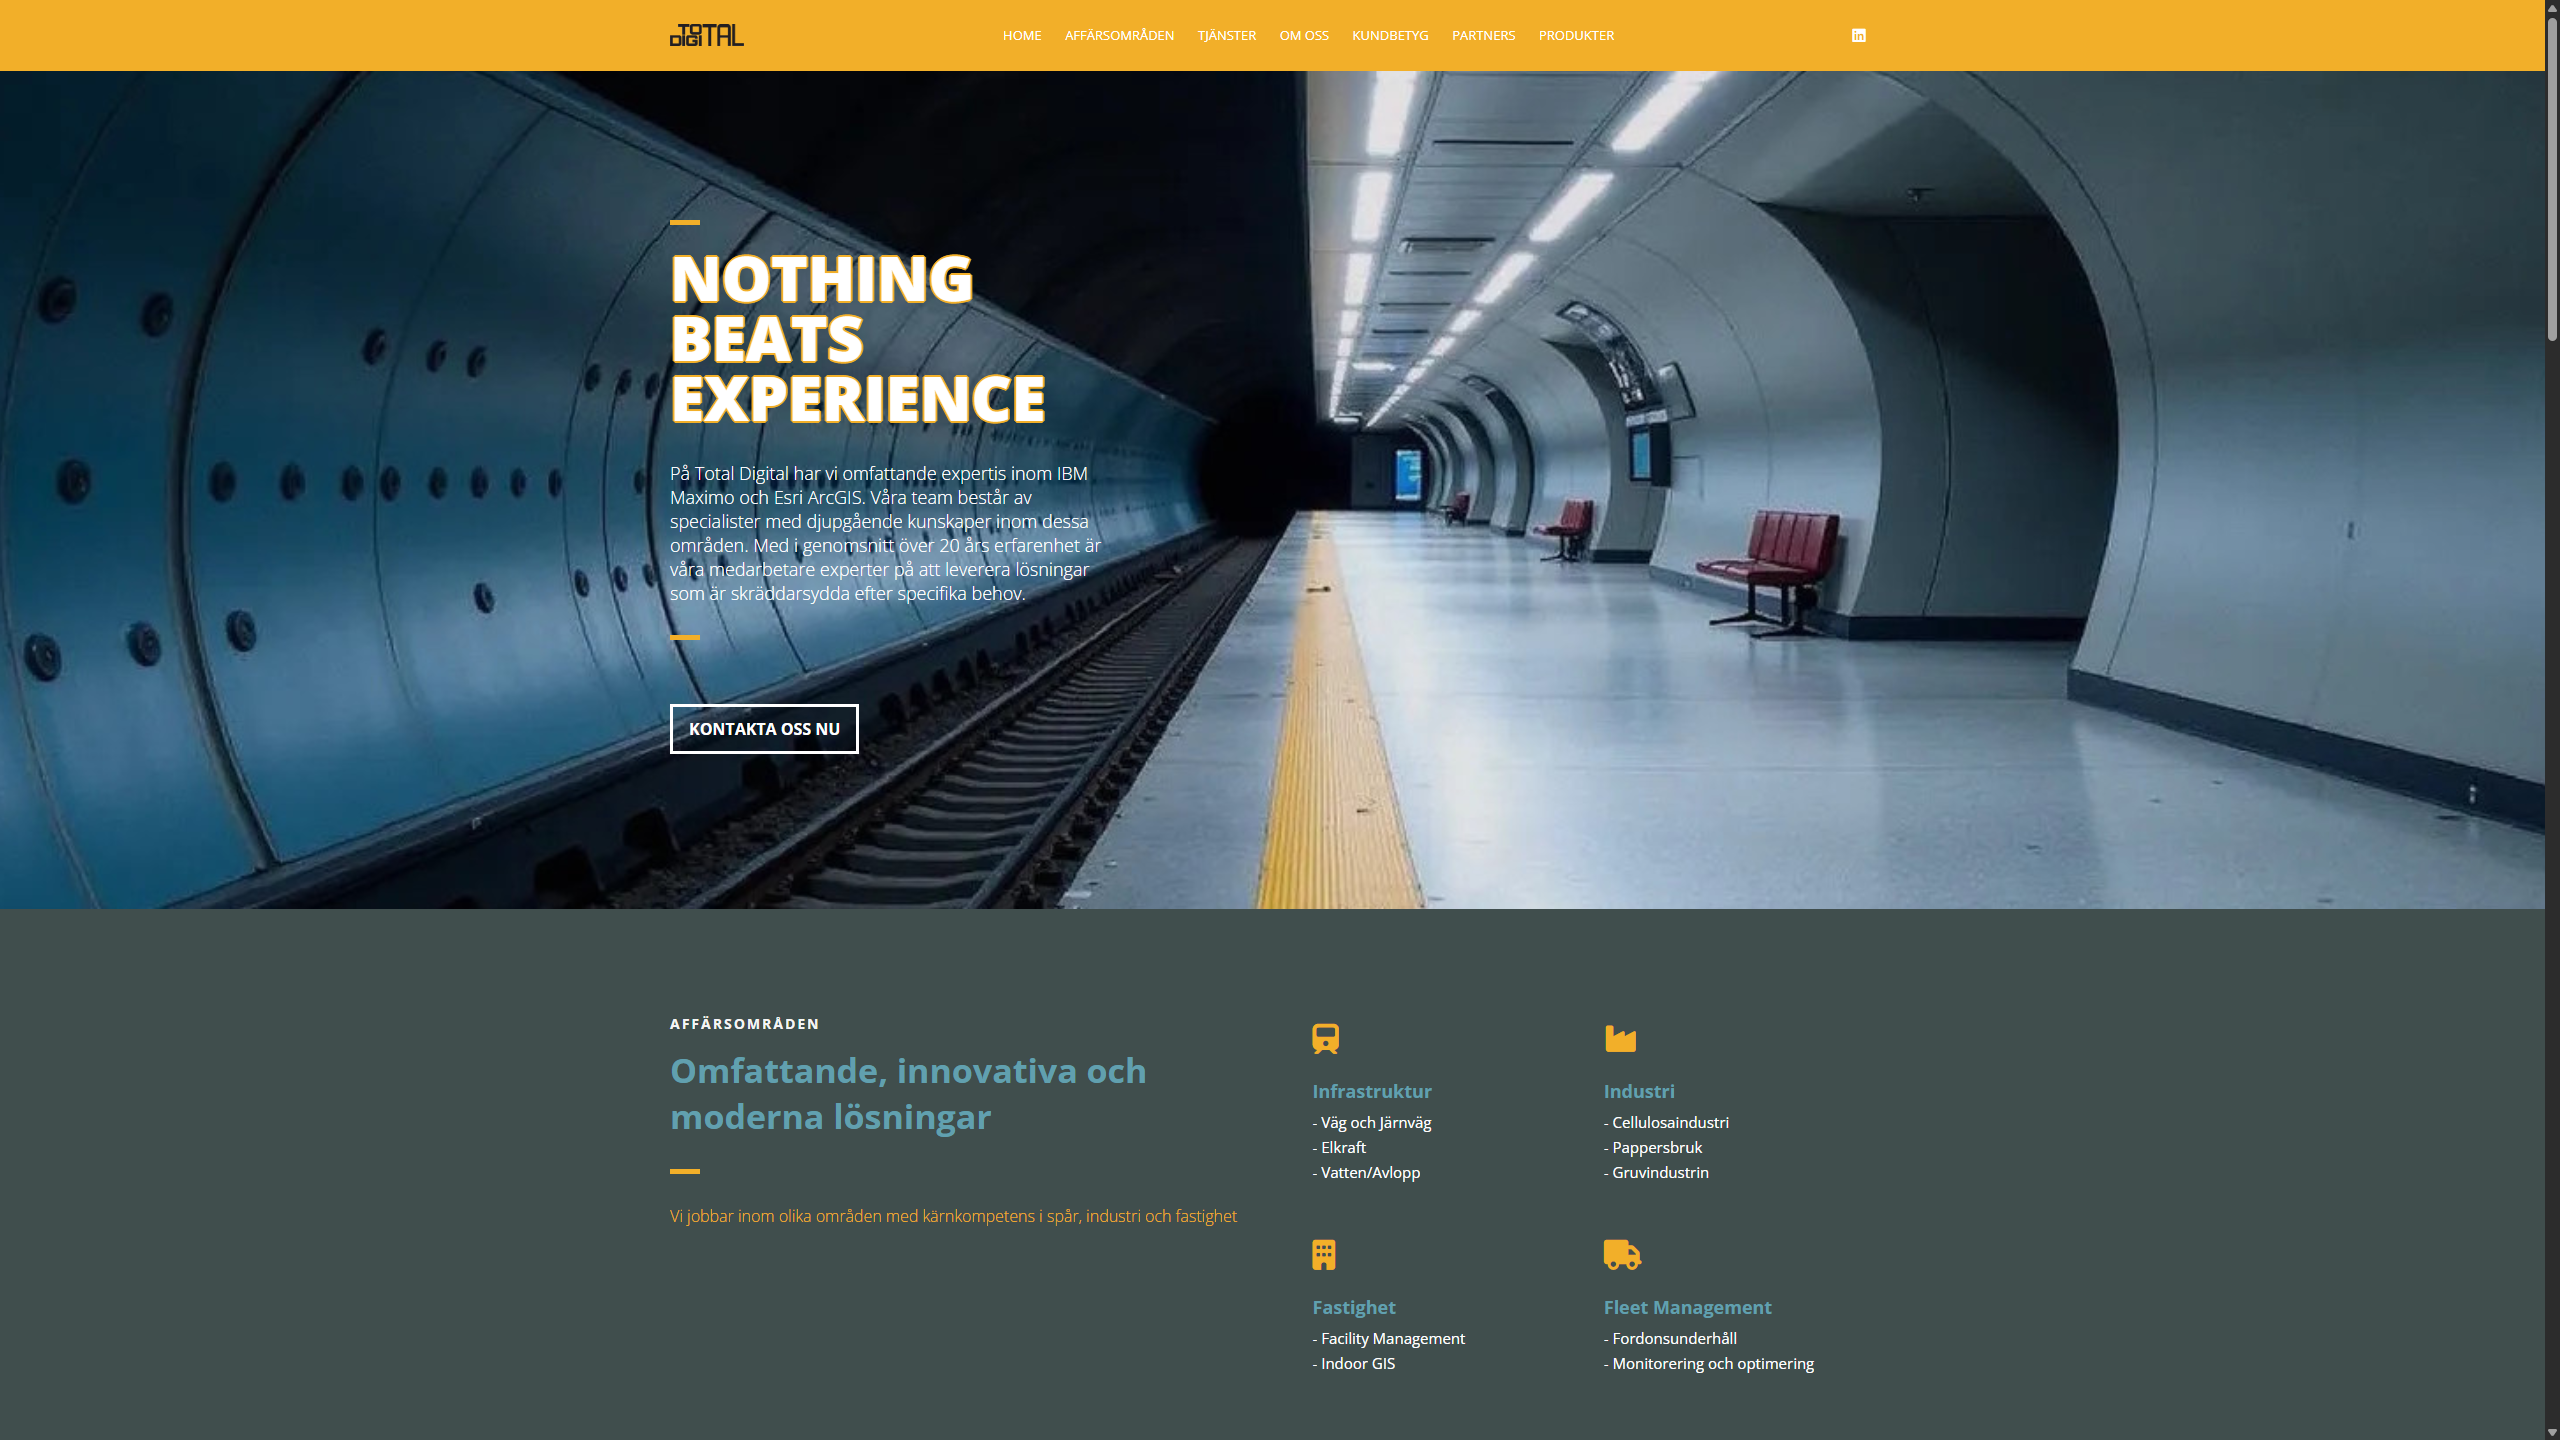 TOTAL
DIGITAL
HOME AFFÄRSOMRÅDEN TJÄNSTER OM OSS KUNDBETYG PARTNERS PRODUKTER
NOTHING
BEATS
EXPERIENCE
På Total Digital har vi omfattande expertis inom IBM
Maximo och Esri ArcGIS. Våra team består av
specialister med djupgående kunskaper inom dessa
områden. Med i genomsnitt över 20 års erfarenhet är
våra medarbetare experter på att leverera lösningar
som är skräddarsydda efter specifika behov.
KONTAKTA OSS NU
AFFÄRSOMRÅDEN
Omfattande, innovativa och
moderna lösningar
Vi jobbar inom olika områden med kärnkompetens i spår, industri och fastighet
Infrastruktur
- Väg och Järnväg
- Elkraft
- Vatten/Avlopp
Industri
- Cellulosaindustri
- Pappersbruk
- Gruvindustrin
Fastighet
- Facility Management
- Indoor GIS
Fleet Management
- Fordonsunderhåll
- Monitorering och optimering